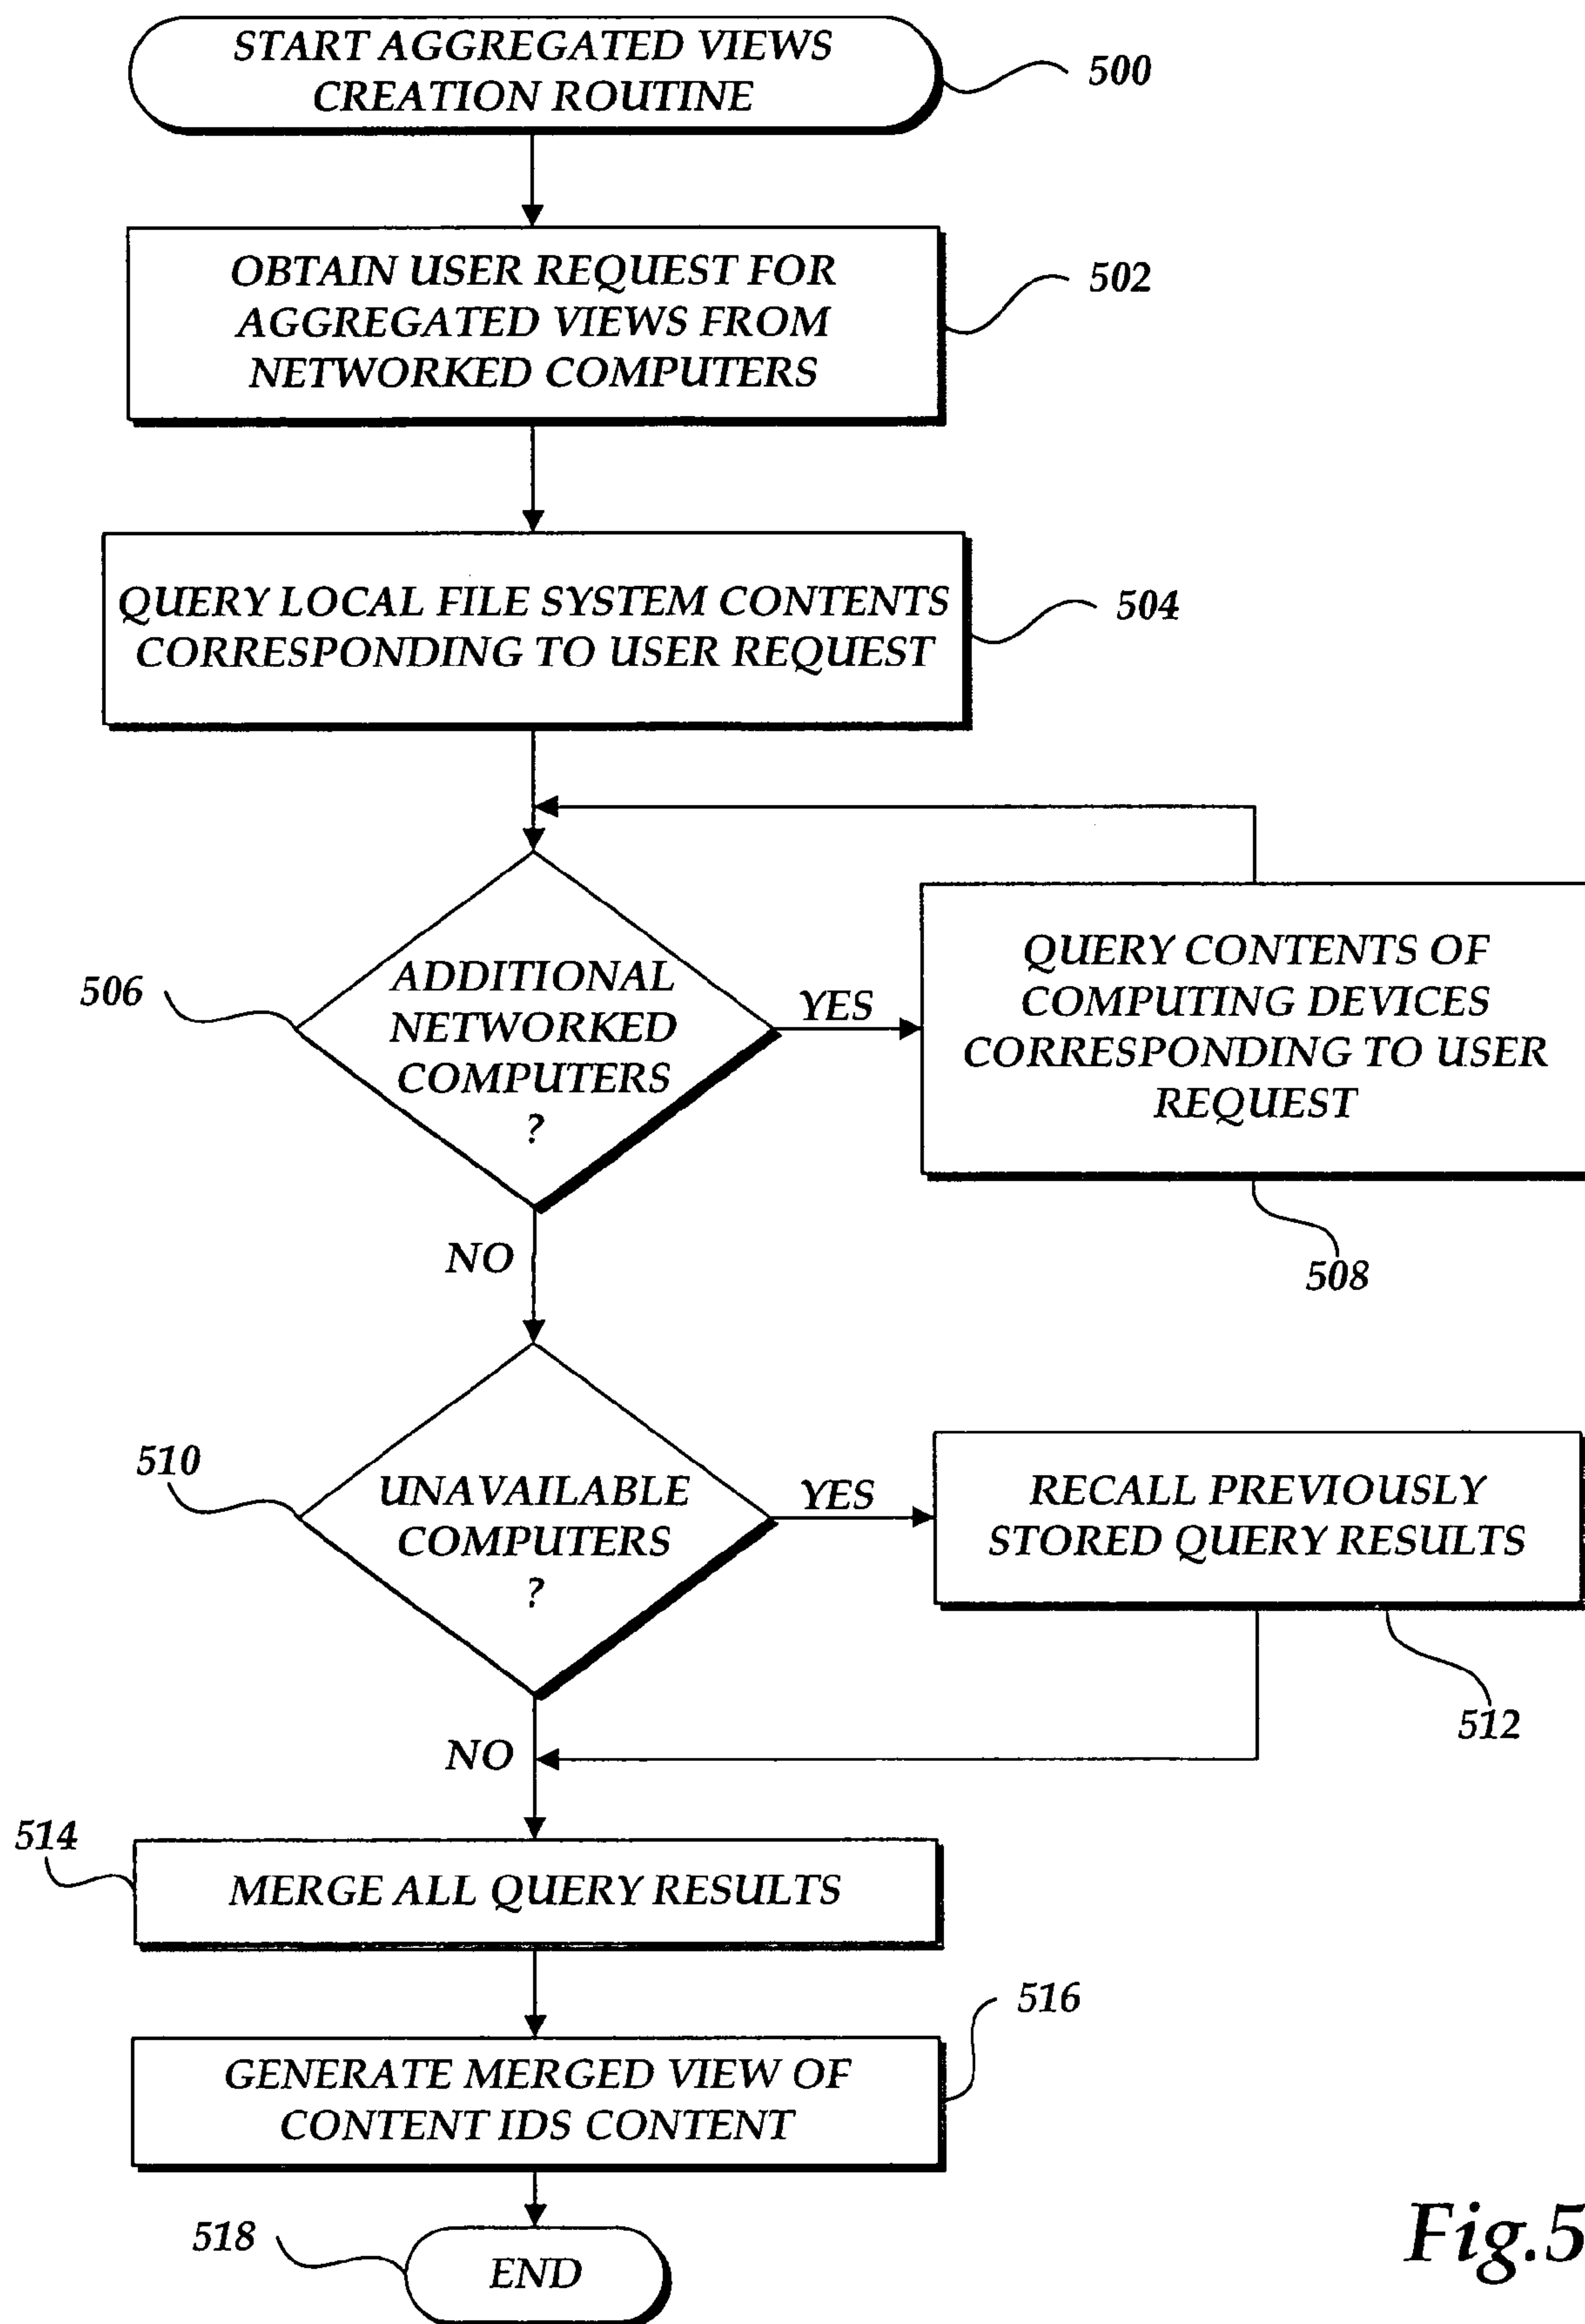 START AGGREGATED VIEWS
CREATION ROUTINE
500
OBTAIN USER REQUEST FOR
AGGREGATED VIEWS FROM
NETWORKED COMPUTERS
502
QUERY LOCAL FILE SYSTEM CONTENTS
CORRESPONDING TO USER REQUEST
504
506
ADDITIONAL
NETWORKED
COMPUTERS
?
YES
QUERY CONTENTS OF
COMPUTING DEVICES
CORRESPONDING TO USER
REQUEST
508
NO
510
UNAVAILABLE
COMPUTERS
?
YES
RECALL PREVIOUSLY
STORED QUERY RESULTS
512
NO
514
MERGE ALL QUERY RESULTS
516
GENERATE MERGED VIEW OF
CONTENT IDS CONTENT
518
END
Fig.5